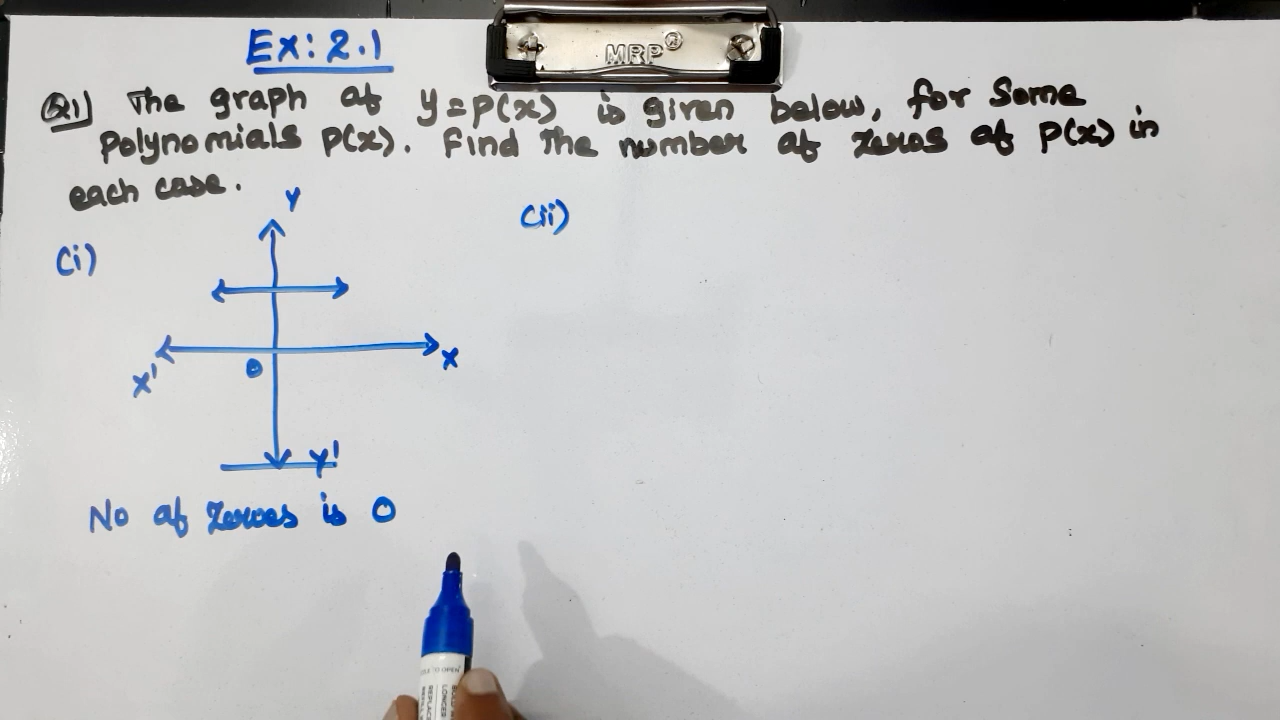 MRP®
Ex: 2.1
Q1) The graph of y=P(x) is given below, for Some
Polynomials P(x). Find The number of zeros of P(x) in
each case.
(i)
Y
X'
O
X
Y'
No of zeroes is 0
(ii)